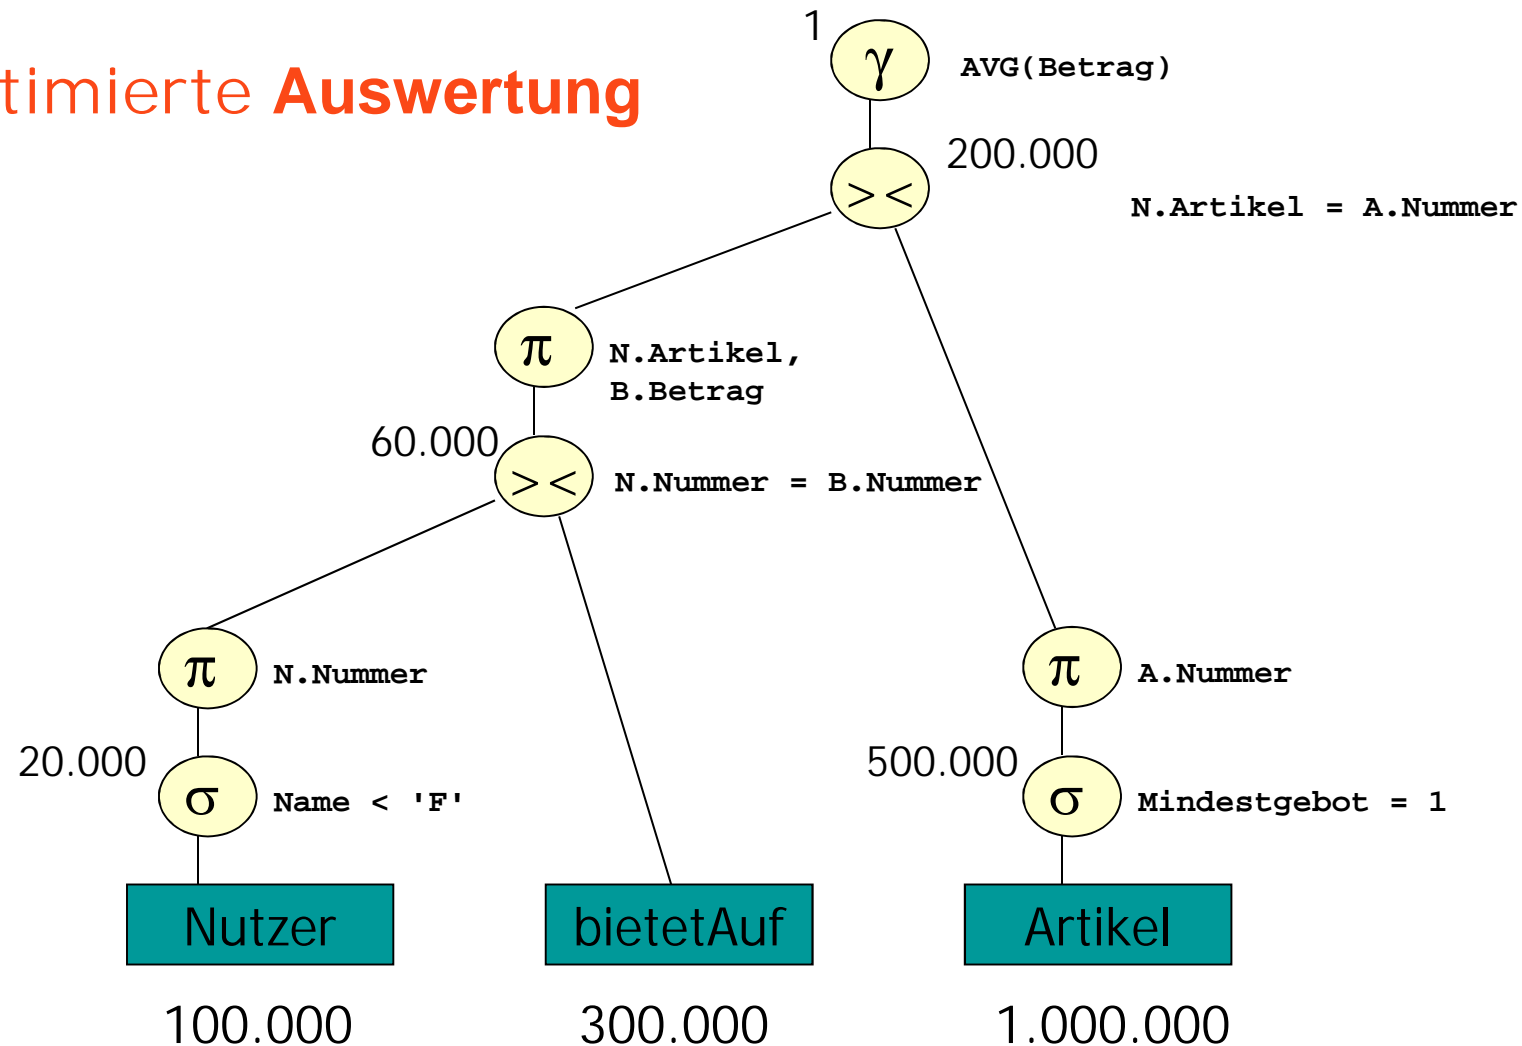 1
γ
AVG(Betrag)
timierte Auswertung
200.000
><
N.Artikel = A.Nummer
π
N.Artikel,
B.Betrag
60.000
><
N.Nummer = B.Nummer
π
N.Nummer
π
A.Nummer
20.000
σ
Name < 'F'
500.000
σ
Mindestgebot = 1
Nutzer
bietetAuf
Artikel
100.000
300.000
1.000.000